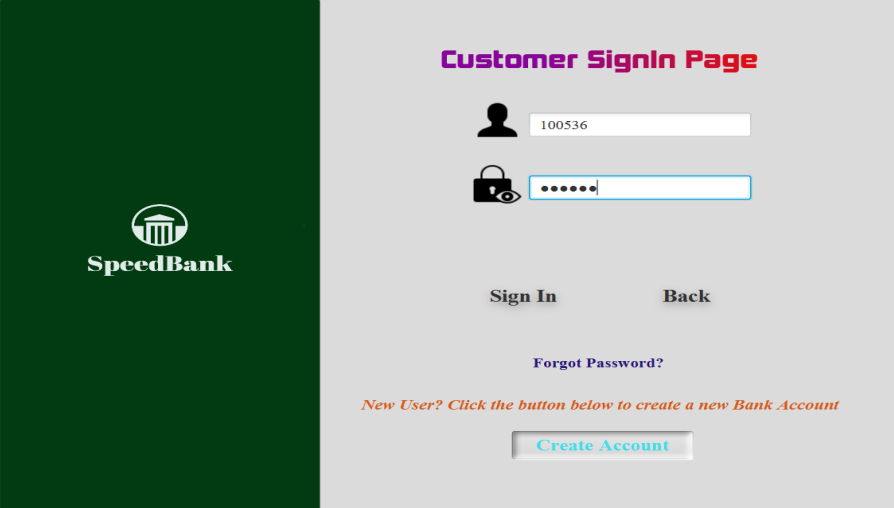 Customer SignIn Page
100536
••••••
SpeedBank
Sign In
Back
Forgot Password?
New User? Click the button below to create a new Bank Account
Create Account